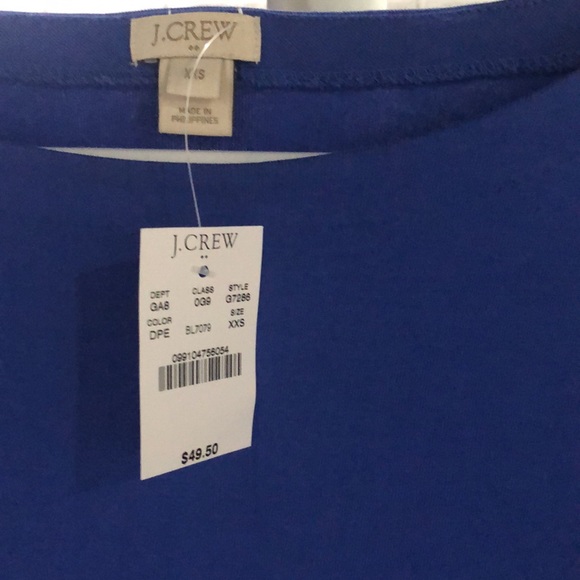 J.CREW
XXS
MADE IN
PHILIPPINES
J.CREW
DEPT CLASS STYLE
GA8 0G9 G7286
COLOR SIZE
DPE BL7079 XXS
099104756054
$49.50